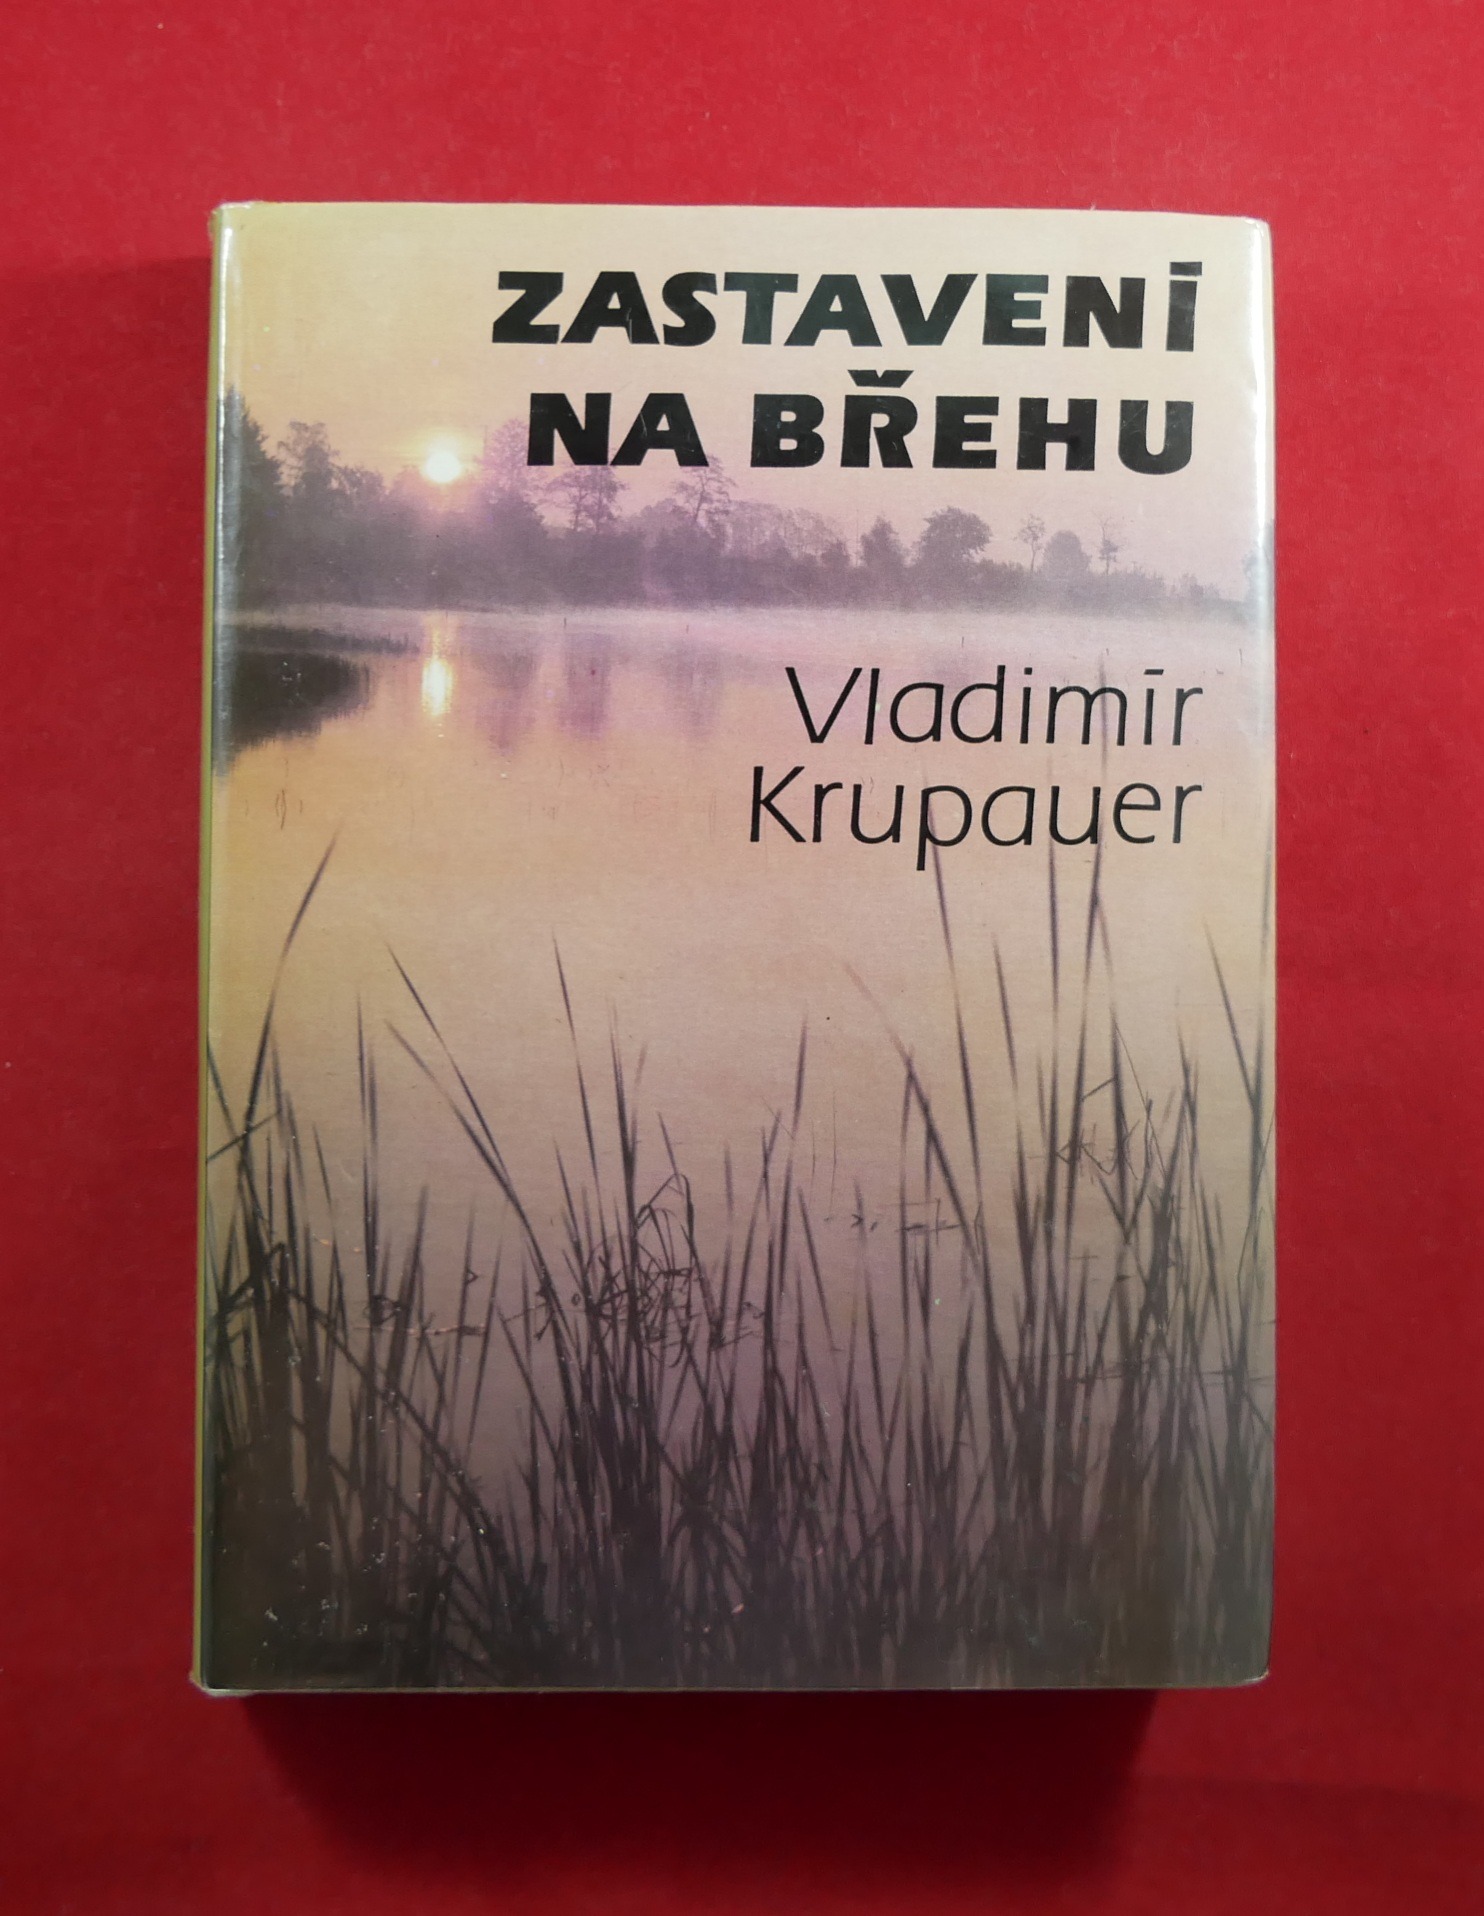 ZASTAVENÍ
NA BŘEHU
Vladimír
Krupauer